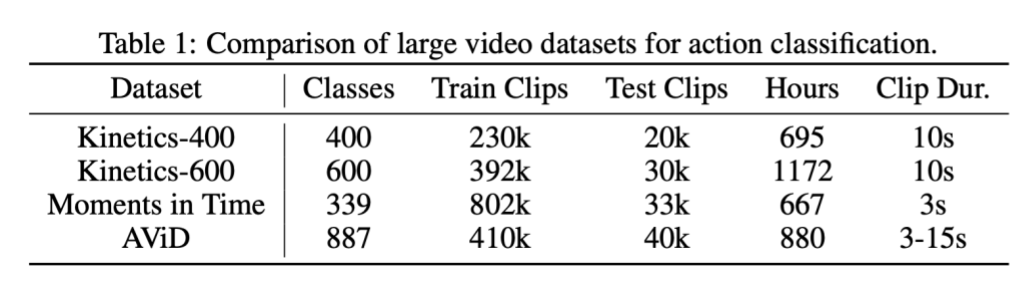 Table 1: Comparison of large video datasets for action classification.
Dataset Classes Train Clips Test Clips Hours Clip Dur.
Kinetics-400 400 230k 20k 695 10s
Kinetics-600 600 392k 30k 1172 10s
Moments in Time 339 802k 33k 667 3s
AViD 887 410k 40k 880 3-15s